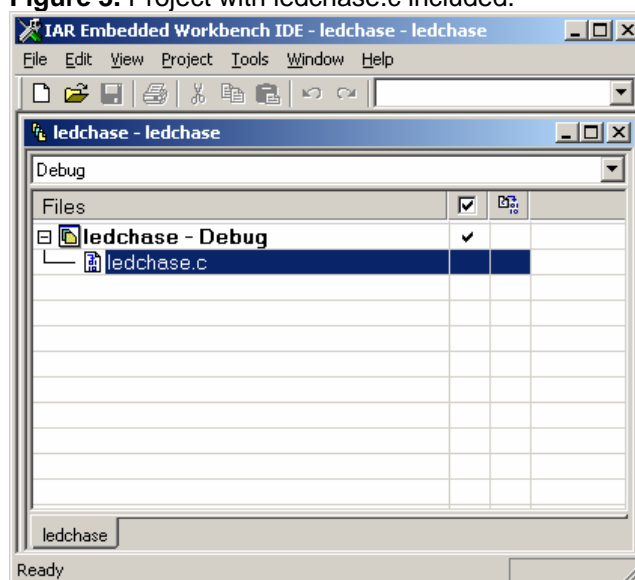 Figure 5. Project with ledchase.c included.
IAR Embedded Workbench IDE - ledchase - ledchase
File Edit View Project Tools Window Help
ledchase - ledchase
Debug
Files
ledchase - Debug
ledchase.c
ledchase
Ready